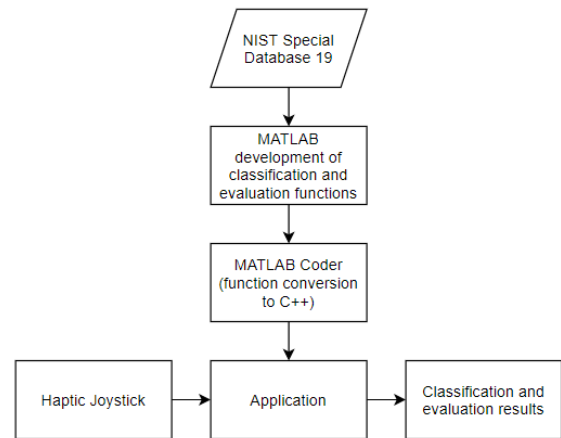 NIST Special
Database 19
MATLAB
development of
classification and
evaluation functions
MATLAB Coder
(function conversion
to C++)
Haptic Joystick
Application
Classification and
evaluation results